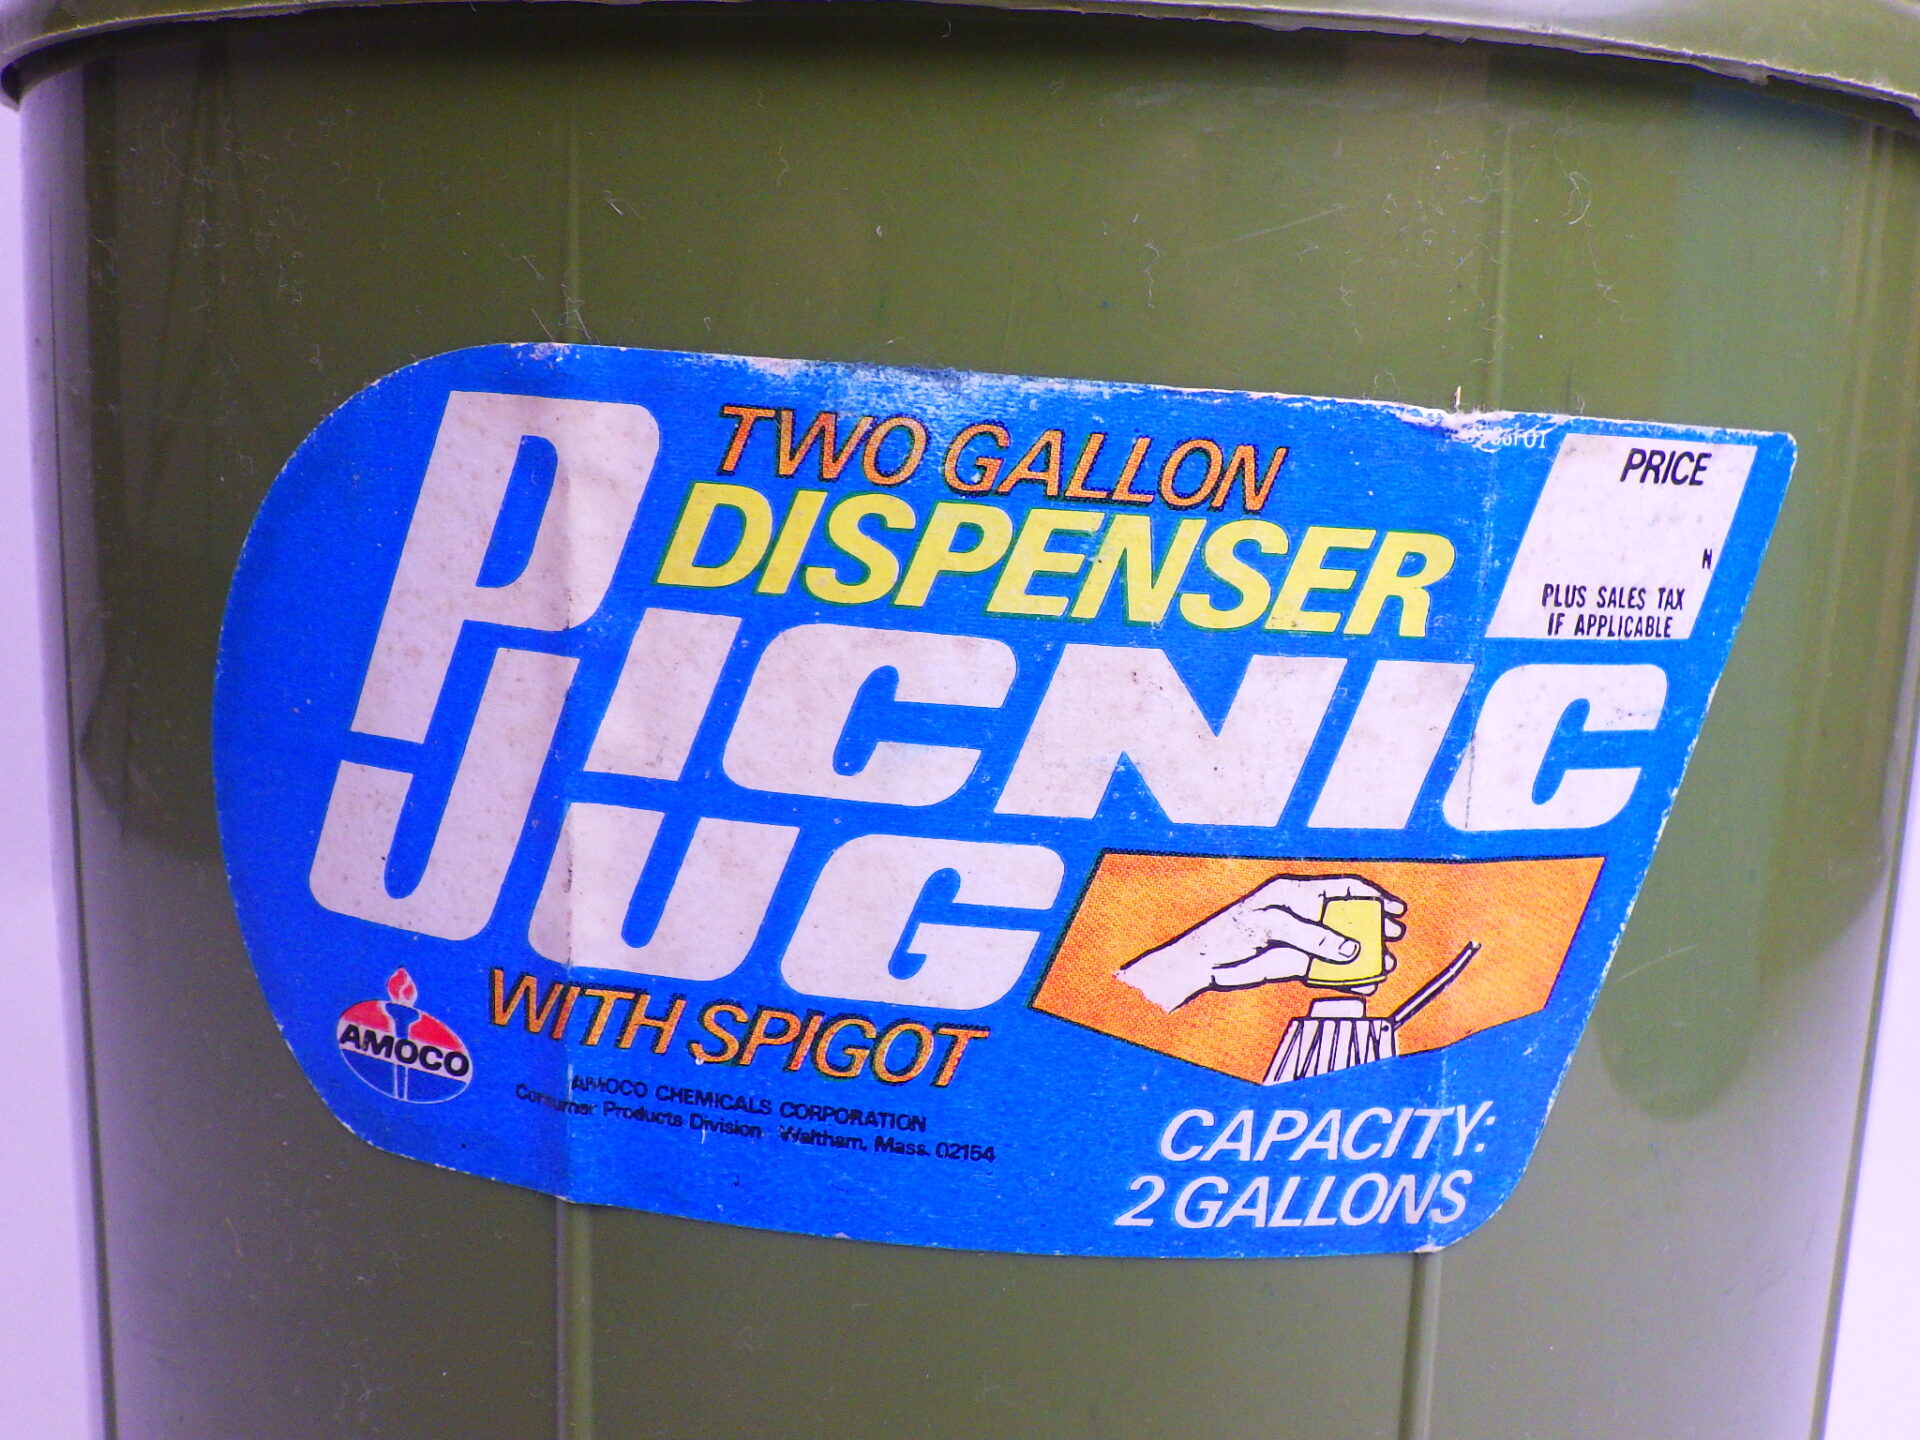 TWO GALLON
DISPENSER
PICNIC
JUG
WITH SPIGOT
PRICE
N
PLUS SALES TAX
IF APPLICABLE
AMOCO
AMOCO CHEMICALS CORPORATION
Consumer Products Division Waltham, Mass. 02154
CAPACITY:
2 GALLONS